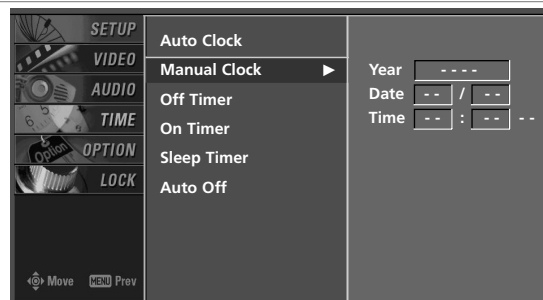 SETUP
VIDEO
AUDIO
TIME
OPTION
LOCK
Move MENU Prev
Auto Clock
Manual Clock ►
Off Timer
On Timer
Sleep Timer
Auto Off
Year - - - -
Date - - / - -
Time - - : - - - -